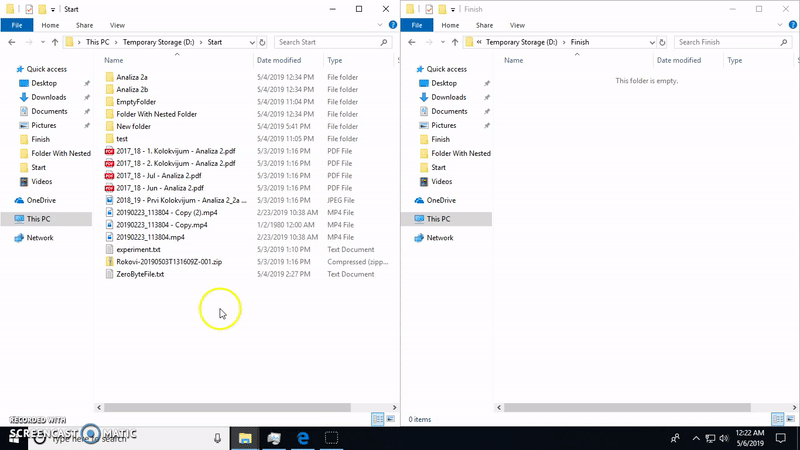 Start
File Home Share View
This PC Temporary Storage (D:) Start Search Start
Name Date modified Type
Quick access
Desktop
Downloads
Documents
Pictures
Finish
Folder With Nested
Start
Videos
OneDrive
This PC
Network
Analiza 2a 5/4/2019 12:34 PM File folder
Analiza 2b 5/4/2019 12:34 PM File folder
EmptyFolder 5/4/2019 11:04 PM File folder
Folder With Nested Folder 5/4/2019 12:34 PM File folder
New folder 5/4/2019 5:41 PM File folder
test 5/4/2019 11:05 PM File folder
2017_18 - 1. Kolokvijum - Analiza 2.pdf 5/3/2019 1:16 PM PDF File
2017_18 - 2. Kolokvijum - Analiza 2.pdf 5/3/2019 1:16 PM PDF File
2017_18 - Jul - Analiza 2.pdf 5/3/2019 1:16 PM PDF File
2017_18 - Jun - Analiza 2.pdf 5/3/2019 1:16 PM PDF File
2018_19 - Prvi Kolokvijum - Analiza 2_2a ... 5/3/2019 1:16 PM JPEG File
20190223_113804 - Copy (2).mp4 2/23/2019 10:38 AM MP4 File
20190223_113804 - Copy.mp4 1/2/1980 12:00 AM MP4 File
20190223_113804.mp4 2/23/2019 10:38 AM MP4 File
experiment.txt 5/3/2019 1:10 PM Text Document
Rokovi-20190503T131609Z-001.zip 5/3/2019 1:16 PM Compressed (zipp...
ZeroByteFile.txt 5/4/2019 2:27 PM Text Document
Finish
File Home Share View
« Temporary Storage (D:) Finish Search Finish
Name Date modified Type
This folder is empty.
Quick access
Desktop
Downloads
Documents
Pictures
Finish
Folder With Nested
Start
Videos
OneDrive
This PC
Network
0 items
RECORDED WITH
SCREENCAST MATIC
Type here to search
12:22 AM
5/6/2019